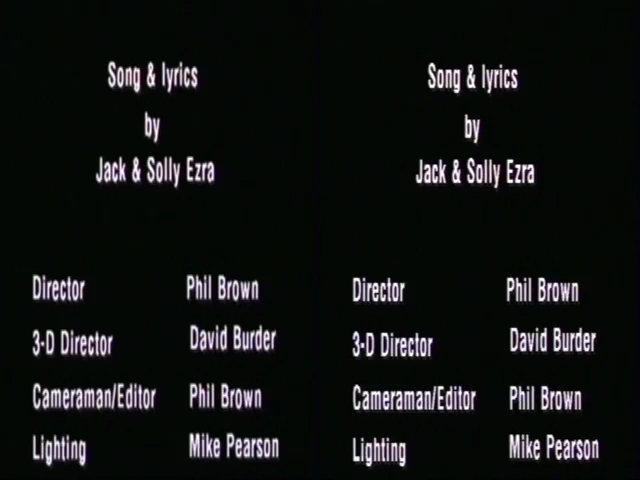 Song & lyrics
by
Jack & Solly Ezra
Director Phil Brown
3-D Director David Burder
Cameraman/Editor Phil Brown
Lighting Mike Pearson
Song & lyrics
by
Jack & Solly Ezra
Director Phil Brown
3-D Director David Burder
Cameraman/Editor Phil Brown
Lighting Mike Pearson